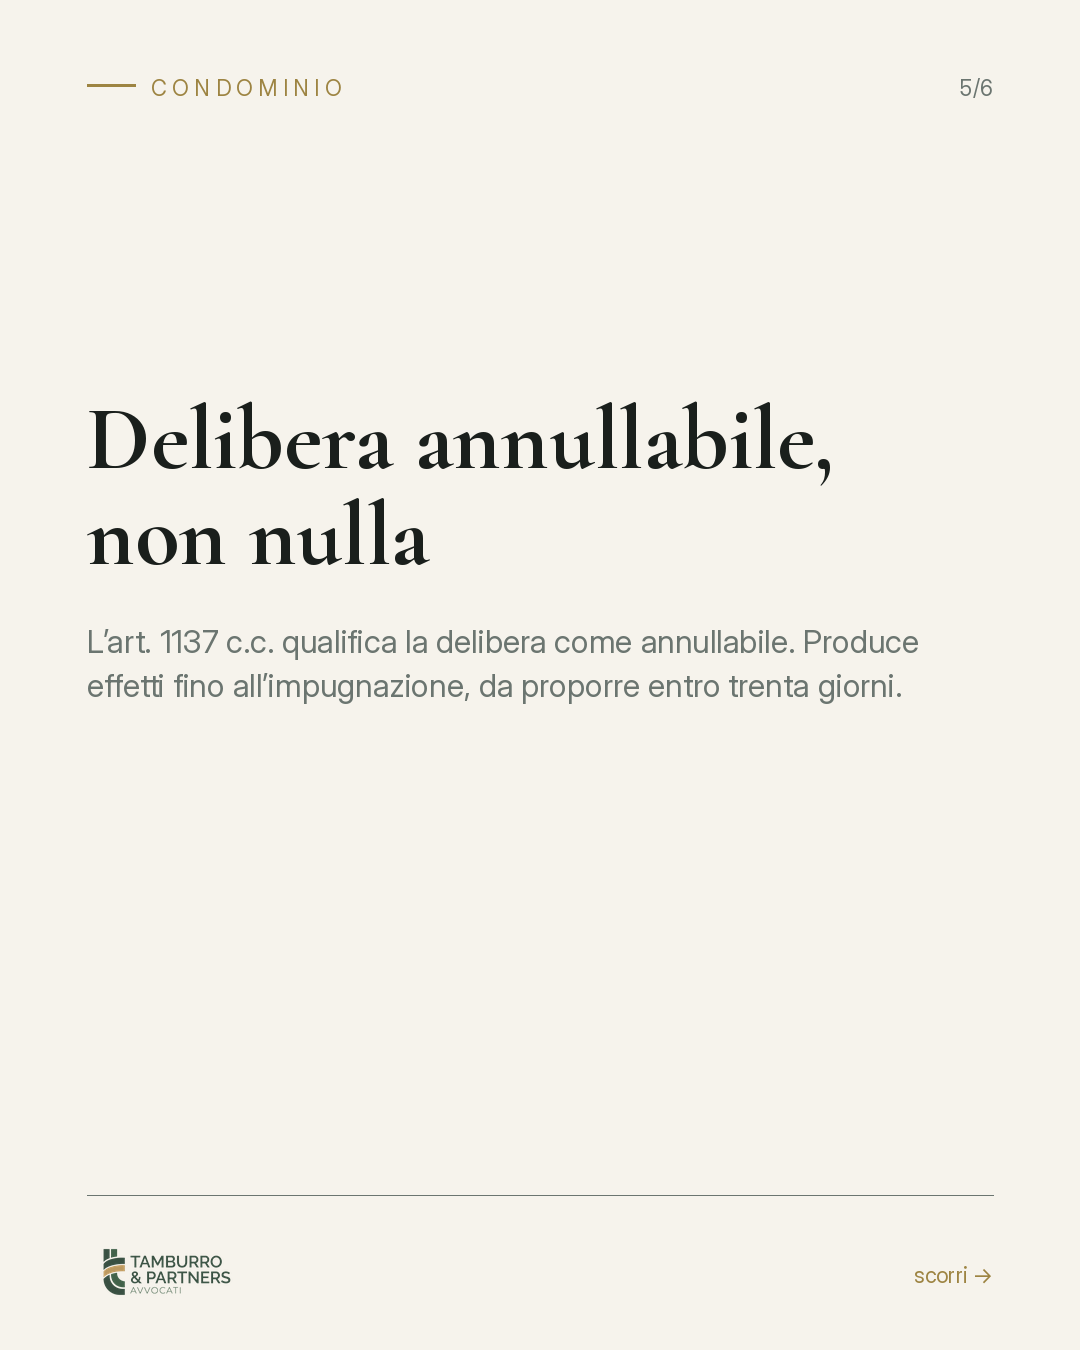 CONDOMINIO
5/6
Delibera annullabile,
non nulla
L’art. 1137 c.c. qualifica la delibera come annullabile. Produce
effetti fino all’impugnazione, da proporre entro trenta giorni.
TAMBURRO
& PARTNERS
AVVOCATI
scorri →